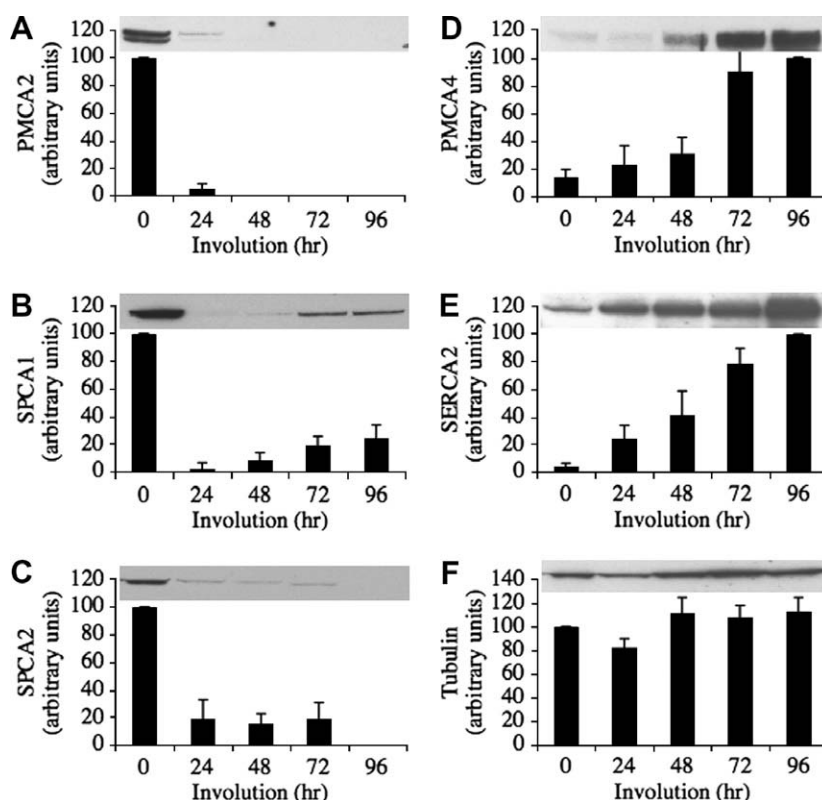 A
PMCA2
(arbitrary units)
120
100
80
60
40
20
0
0 24 48 72 96
Involution (hr)
B
SPCA1
(arbitrary units)
120
100
80
60
40
20
0
0 24 48 72 96
Involution (hr)
C
SPCA2
(arbitrary units)
120
100
80
60
40
20
0
0 24 48 72 96
Involution (hr)
D
PMCA4
(arbitrary units)
120
100
80
60
40
20
0
0 24 48 72 96
Involution (hr)
E
SERCA2
(arbitrary units)
120
100
80
60
40
20
0
0 24 48 72 96
Involution (hr)
F
Tubulin
(arbitrary units)
140
120
100
80
60
40
20
0
0 24 48 72 96
Involution (hr)